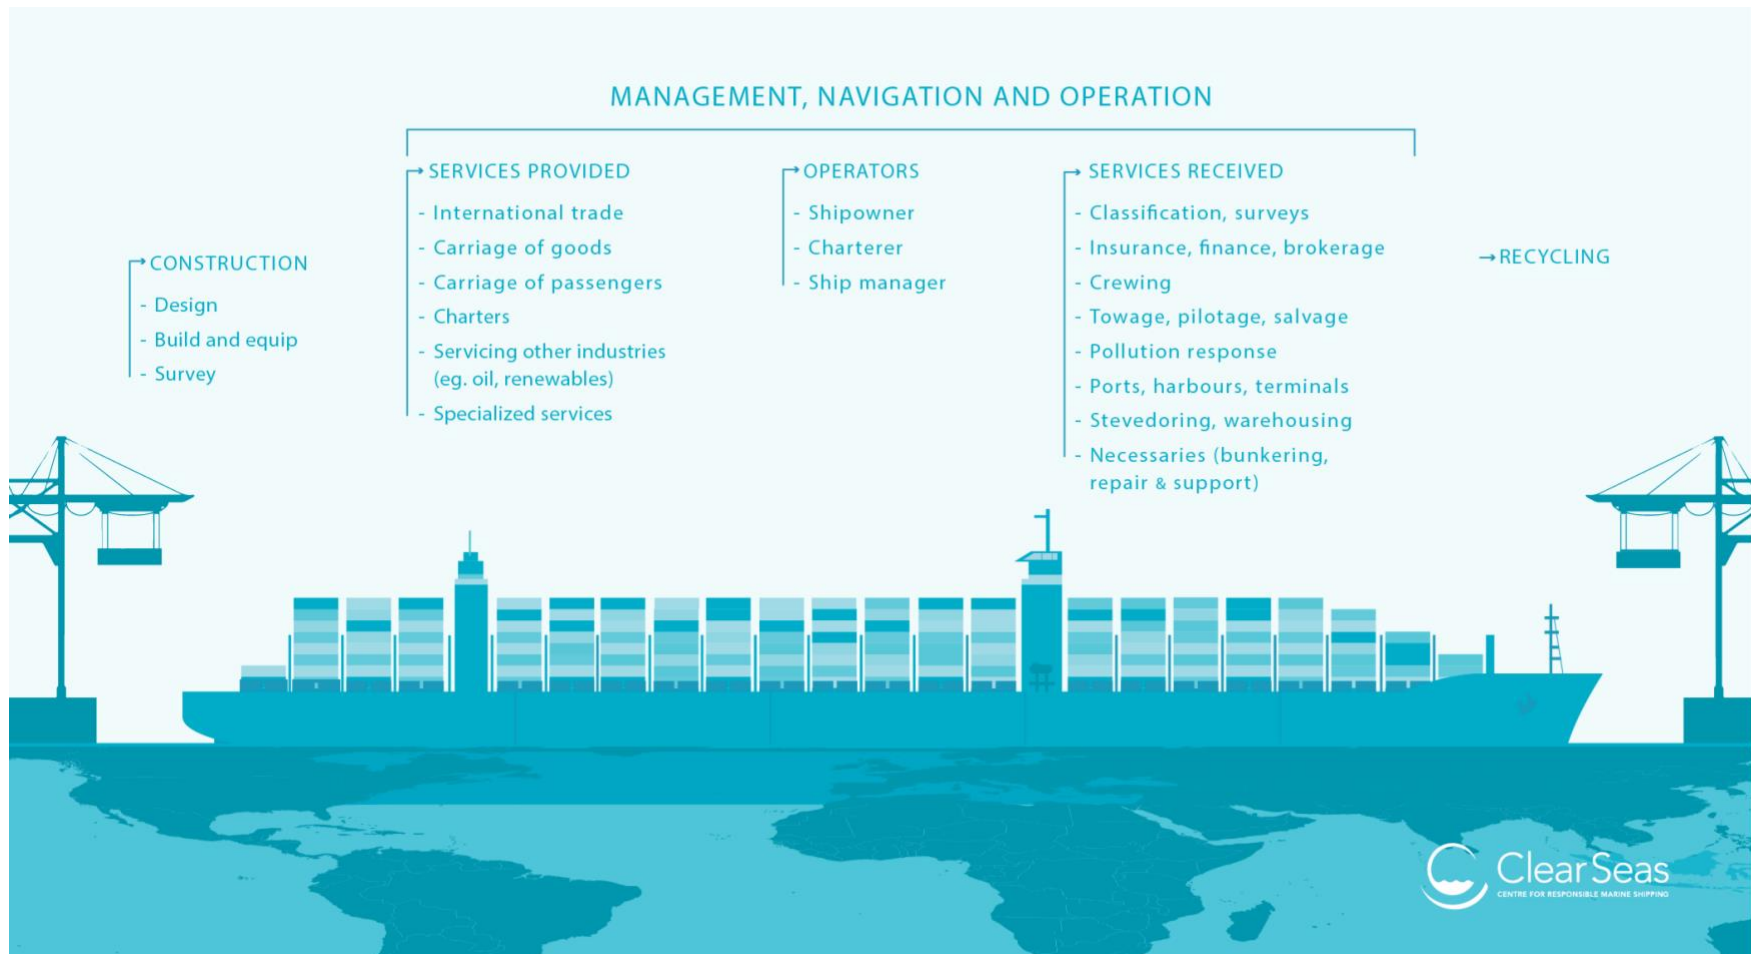 MANAGEMENT, NAVIGATION AND OPERATION
CONSTRUCTION
- Design
- Build and equip
- Survey
SERVICES PROVIDED
- International trade
- Carriage of goods
- Carriage of passengers
- Charters
- Servicing other industries
(eg. oil, renewables)
- Specialized services
OPERATORS
- Shipowner
- Charterer
- Ship manager
SERVICES RECEIVED
- Classification, surveys
- Insurance, finance, brokerage
- Crewing
- Towage, pilotage, salvage
- Pollution response
- Ports, harbours, terminals
- Stevedoring, warehousing
- Necessaries (bunkering,
repair & support)
RECYCLING
Clear Seas
CENTRE FOR RESPONSIBLE MARINE SHIPPING